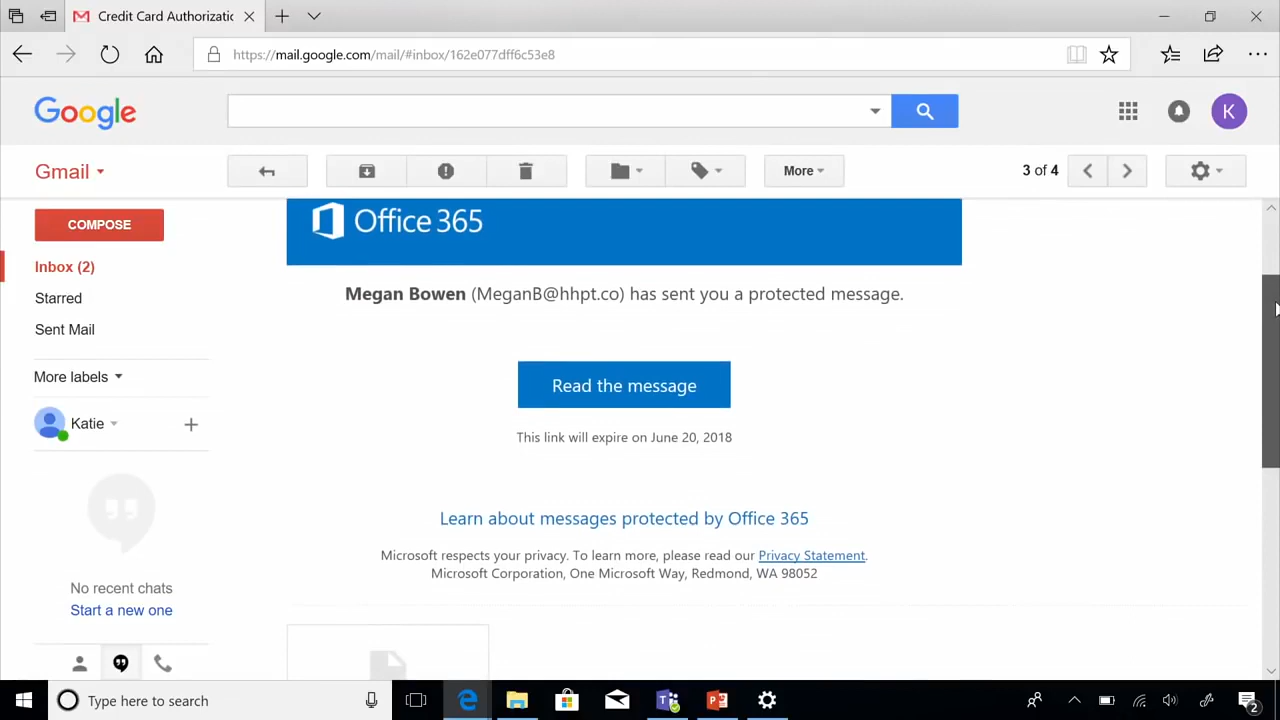 Credit Card Authorizatic
https://mail.google.com/mail/#inbox/162e077dff6c53e8
Google
K
Gmail
More
3 of 4
COMPOSE
Inbox (2)
Starred
Sent Mail
More labels
Katie
No recent chats
Start a new one
Office 365
Megan Bowen (MeganB@hhpt.co) has sent you a protected message.
Read the message
This link will expire on June 20, 2018
Learn about messages protected by Office 365
Microsoft respects your privacy. To learn more, please read our Privacy Statement.
Microsoft Corporation, One Microsoft Way, Redmond, WA 98052
Type here to search
2